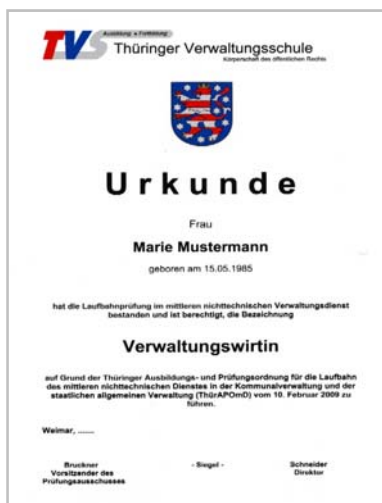 TVS
Ausbildung • Fortbildung
Thüringer Verwaltungsschule
Körperschaft des öffentlichen Rechts
Urkunde
Frau
Marie Mustermann
geboren am 15.05.1985
hat die Laufbahnprüfung im mittleren nichttechnischen Verwaltungsdienst
bestanden und ist berechtigt, die Bezeichnung
Verwaltungswirtin
auf Grund der Thüringer Ausbildungs- und Prüfungsordnung für die Laufbahn
des mittleren nichttechnischen Dienstes in der Kommunalverwaltung und der
staatlichen allgemeinen Verwaltung (ThürAPOmD) vom 10. Februar 2009 zu
führen.
Weimar, ......
Bruckner - Siegel - Schneider
Vorsitzender des Direktor
Prüfungsausschusses